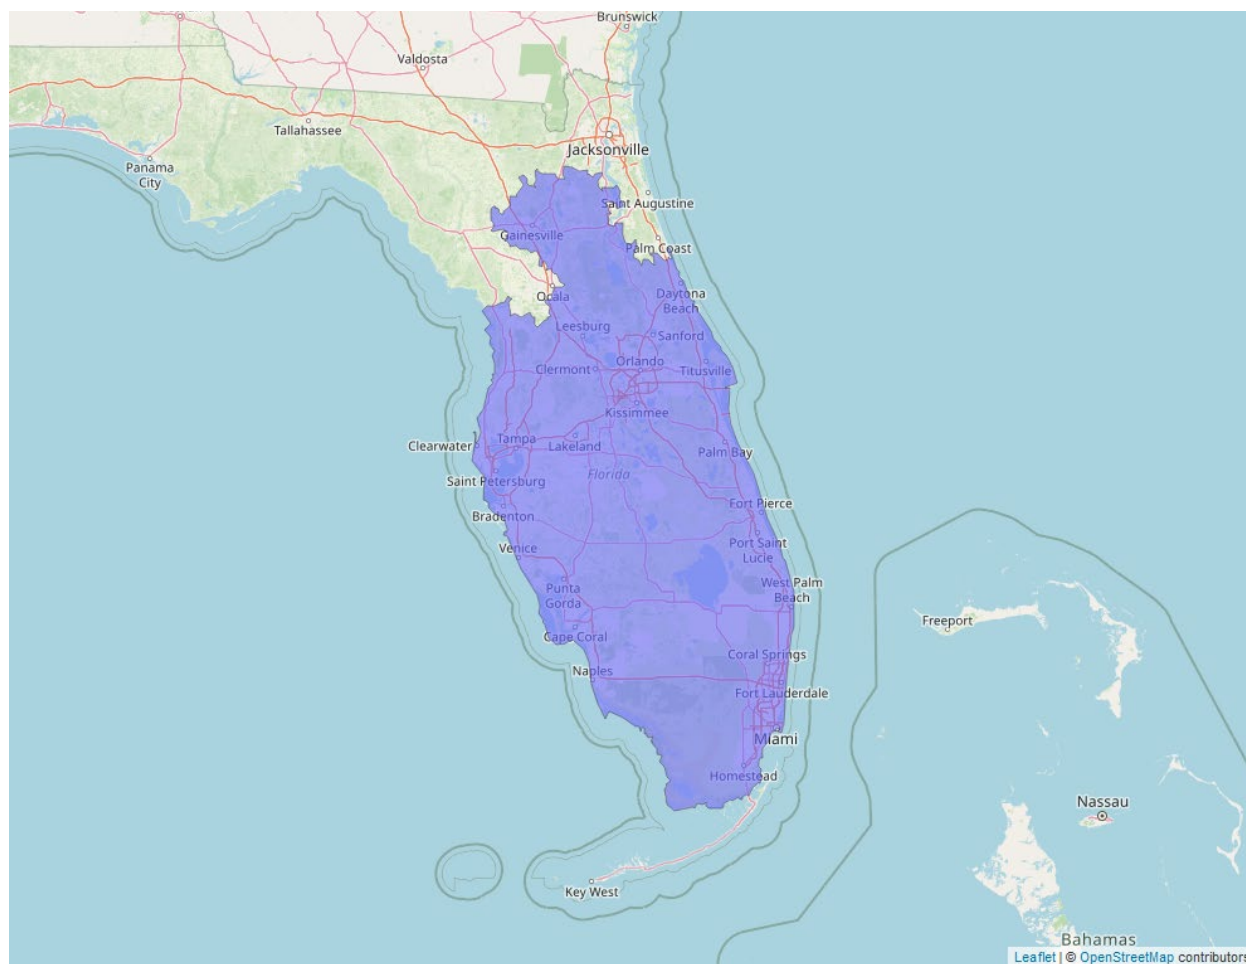 Brunswick
Valdosta
Tallahassee
Jacksonville
Panama
City
Saint Augustine
Gainesville
Palm Coast
Ocala
Daytona
Beach
Leesburg
Sanford
Orlando
Clermont
Titusville
Kissimmee
Clearwater
Tampa
Lakeland
Palm Bay
Saint Petersburg
Florida
Bradenton
Fort Pierce
Venice
Port Saint
Lucie
Punta
Gorda
West Palm
Beach
Freeport
Cape Coral
Coral Springs
Naples
Fort Lauderdale
Miami
Homestead
Nassau
Key West
Bahamas
Leaflet | © OpenStreetMap contributors